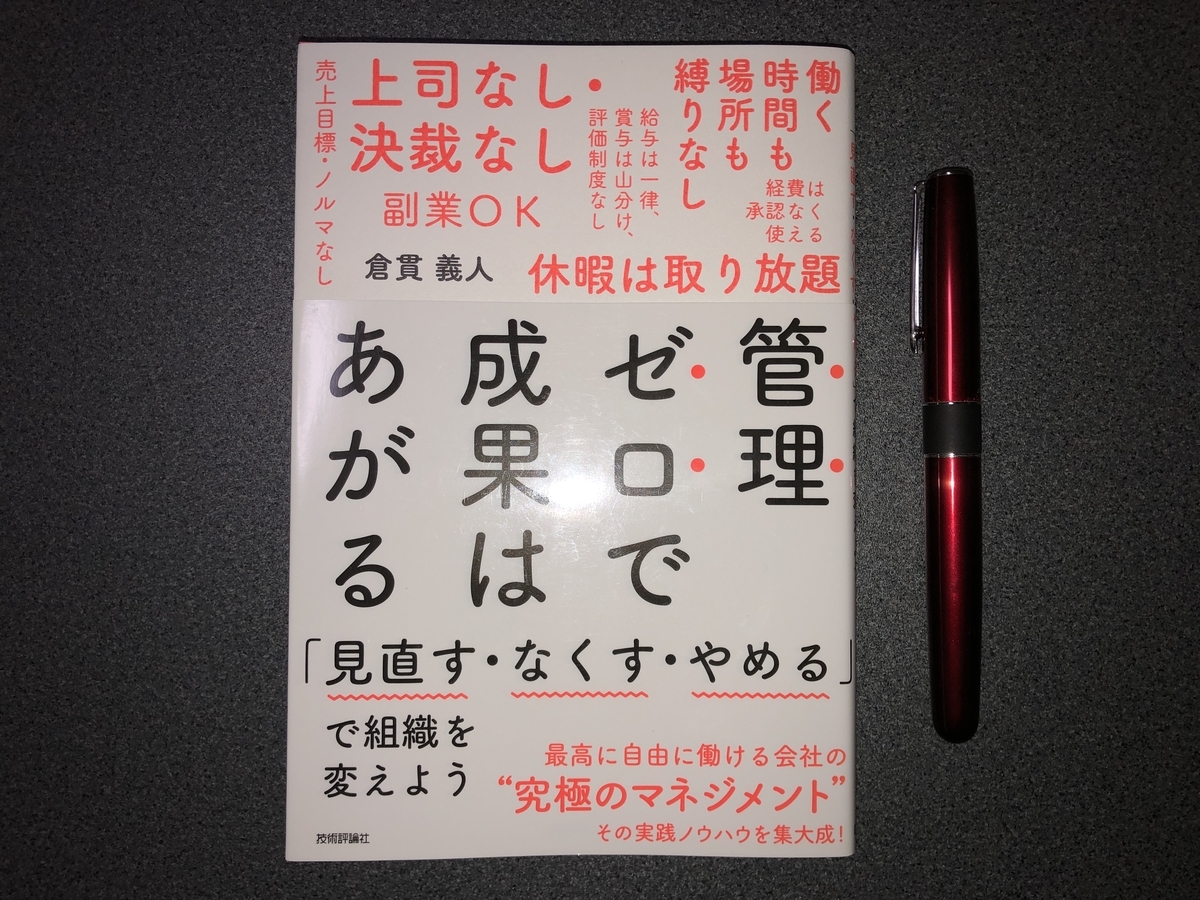 働く
時間も
場所も
縛りなし
経費は
承認なく
使える
給与は一律、
賞与は山分け、
評価制度なし
上司なし・
決裁なし
副業OK
売上目標・ノルマなし
倉貫 義人
休暇は取り放題
管理
ゼロで
成果は
あがる
「見直す・なくす・やめる」
で組織を
変えよう
最高に自由に働ける会社の
“究極のマネジメント”
その実践ノウハウを集大成!
技術評論社